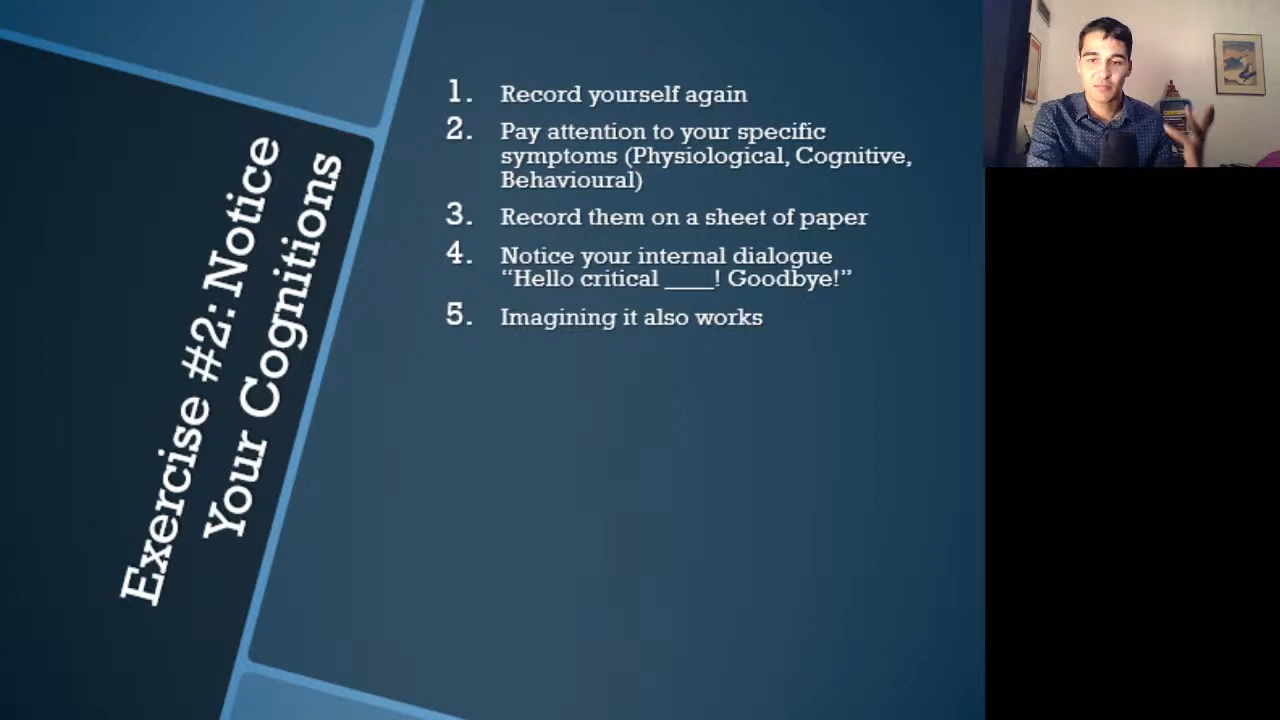 Exercise #2: Notice
Your Cognitions
1. Record yourself again
2. Pay attention to your specific
symptoms (Physiological, Cognitive,
Behavioural)
3. Record them on a sheet of paper
4. Notice your internal dialogue
“Hello critical ____! Goodbye!”
5. Imagining it also works